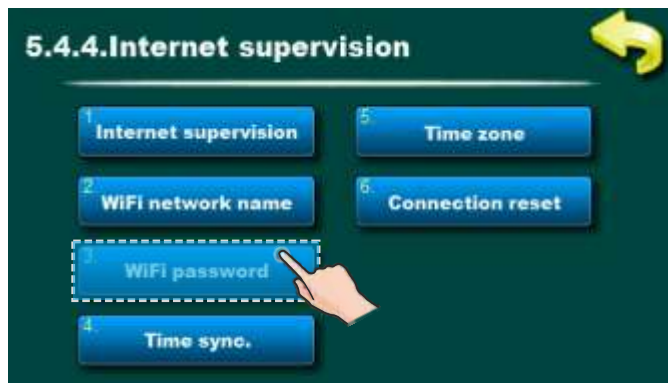 5.4.4.Internet supervision
1.
Internet supervision
2.
WiFi network name
3.
WiFi password
4.
Time sync.
5.
Time zone
6.
Connection reset